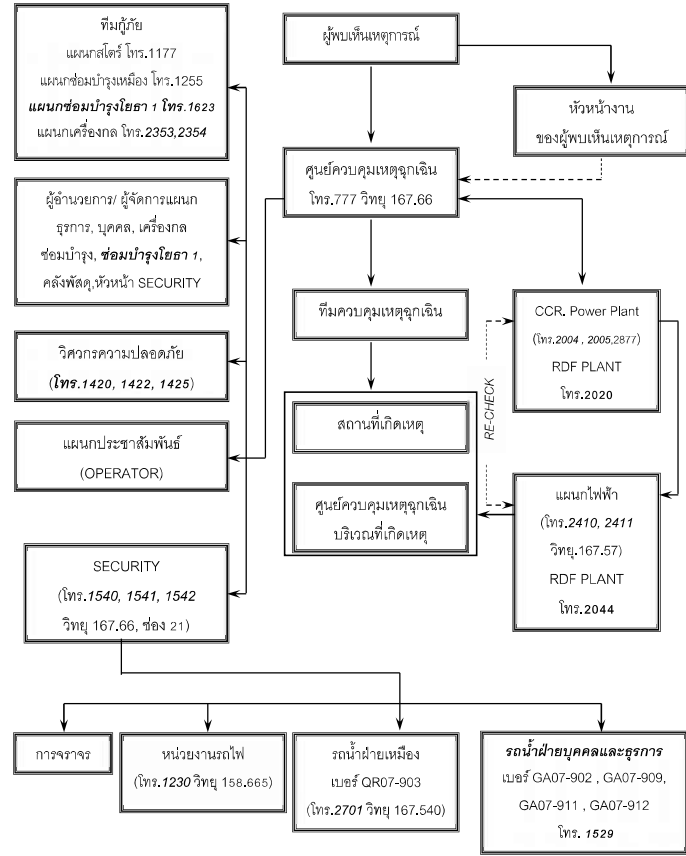 ทีมกู้ภัย
แผนกสโตร์ โทร.1177
แผนกซ่อมบำรุงเหมือง โทร.1255
แผนกซ่อมบำรุงโยธา 1 โทร.1623
แผนกเครื่องกล โทร.2353,2354
ผู้พบเห็นเหตุการณ์
หัวหน้างาน
ของผู้พบเห็นเหตุการณ์
ศูนย์ควบคุมเหตุฉุกเฉิน
โทร.777 วิทยุ 167.66
ผู้อำนวยการ/ ผู้จัดการแผนก
ธุรการ, บุคคล, เครื่องกล
ซ่อมบำรุง, ซ่อมบำรุงโยธา 1,
คลังพัสดุ,หัวหน้า SECURITY
ทีมควบคุมเหตุฉุกเฉิน
CCR. Power Plant
(โทร.2004 , 2005,2877)
RDF PLANT
โทร.2020
วิศวกรความปลอดภัย
(โทร.1420, 1422, 1425)
RE-CHECK
สถานที่เกิดเหตุ
แผนกประชาสัมพันธ์
(OPERATOR)
ศูนย์ควบคุมเหตุฉุกเฉิน
บริเวณที่เกิดเหตุ
แผนกไฟฟ้า
(โทร.2410, 2411
วิทยุ.167.57)
RDF PLANT
โทร.2044
SECURITY
(โทร.1540, 1541, 1542
วิทยุ 167.66, ช่อง 21)
การจราจร
หน่วยงานรถไฟ
(โทร.1230 วิทยุ 158.665)
รถน้ำฝ่ายเหมือง
เบอร์ QR07-903
(โทร.2701 วิทยุ 167.540)
รถน้ำฝ่ายบุคคลและธุรการ
เบอร์ GA07-902 , GA07-909,
GA07-911 , GA07-912
โทร. 1529